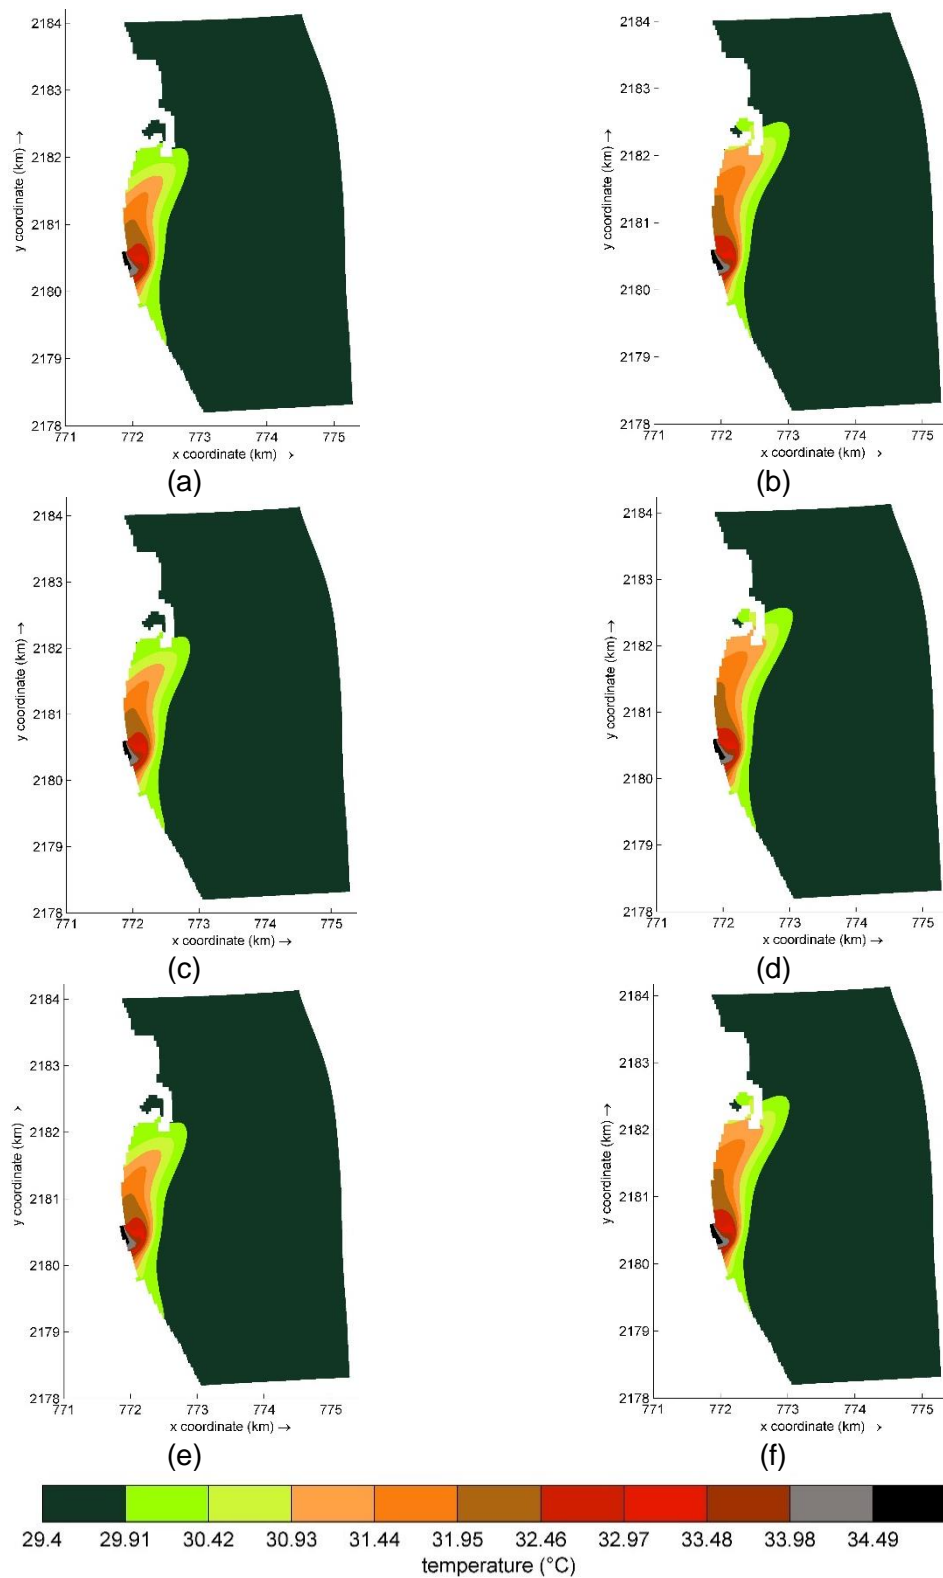 2184
2183
2182
2181
2180
2179
2178
771 772 773 774 775
y coordinate (km) →
x coordinate (km) >
(a)
2184
2183
2182
2181
2180
2179
2178
771 772 773 774 775
y coordinate (km) →
x coordinate (km) >
(b)
2184
2183
2182
2181
2180
2179
2178
771 772 773 774 775
y coordinate (km) →
x coordinate (km) →
(c)
2184
2183
2182
2181
2180
2179
2178
771 772 773 774 775
y coordinate (km) →
x coordinate (km) →
(d)
2184
2183
2182
2181
2180
2179
2178
771 772 773 774 775
y coordinate (km) >
x coordinate (km) →
(e)
2184
2183
2182
2181
2180
2179
2178
771 772 773 774 775
y coordinate (km) →
x coordinate (km) >
(f)
29.4 29.91 30.42 30.93 31.44 31.95 32.46 32.97 33.48 33.98 34.49
temperature (°C)